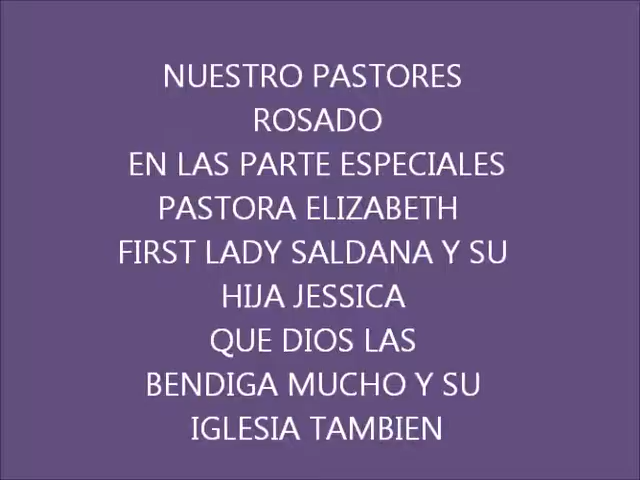 NUESTRO PASTORES
ROSADO
EN LAS PARTE ESPECIALES
PASTORA ELIZABETH
FIRST LADY SALDANA Y SU
HIJA JESSICA
QUE DIOS LAS
BENDIGA MUCHO Y SU
IGLESIA TAMBIEN